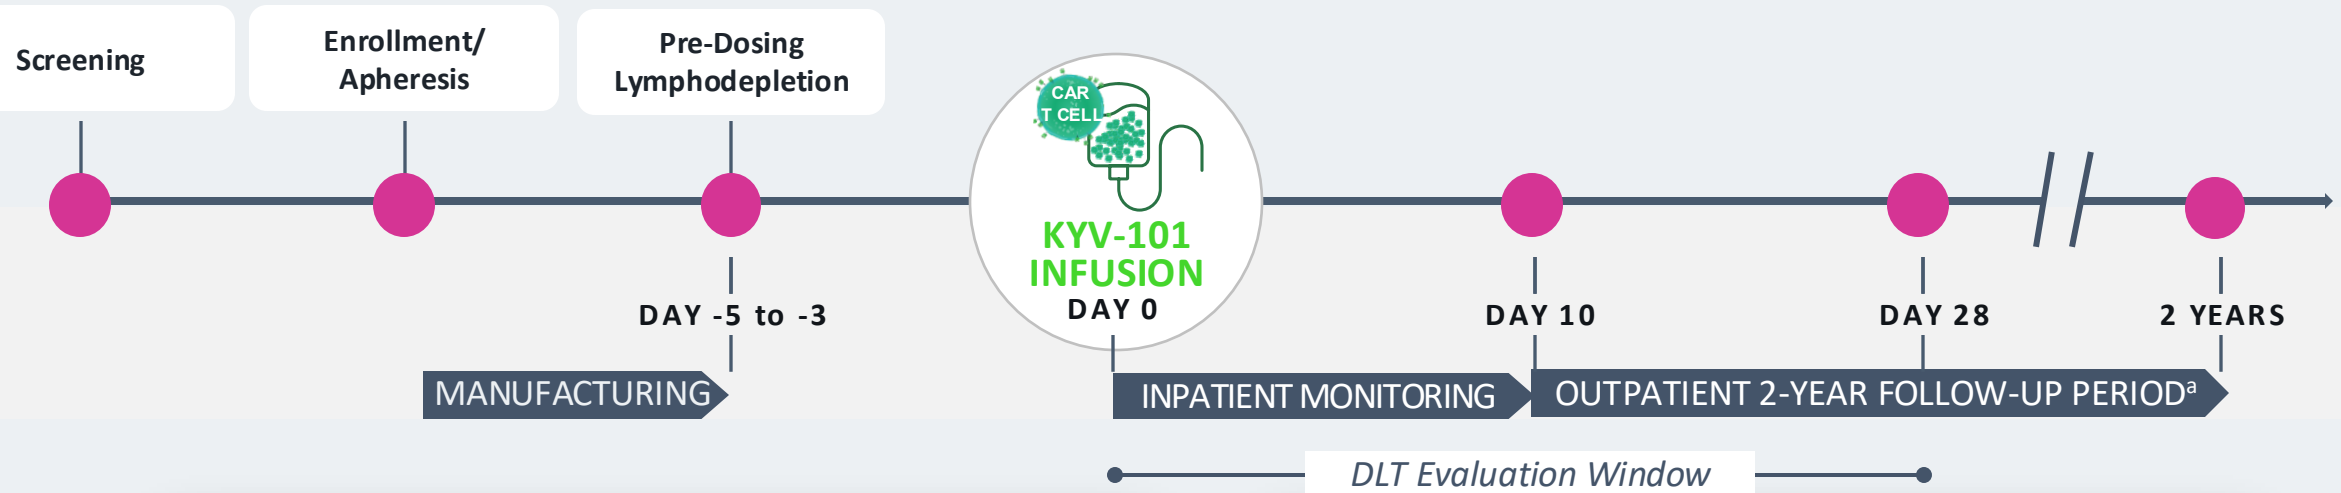 Screening
Enrollment/
Apheresis
Pre-Dosing
Lymphodepletion
CAR
T CELL
KYV-101
INFUSION
DAY 0
DAY -5 to -3
DAY 10
DAY 28
2 YEARS
MANUFACTURING
INPATIENT MONITORING
OUTPATIENT 2-YEAR FOLLOW-UP PERIODᵃ
DLT Evaluation Window